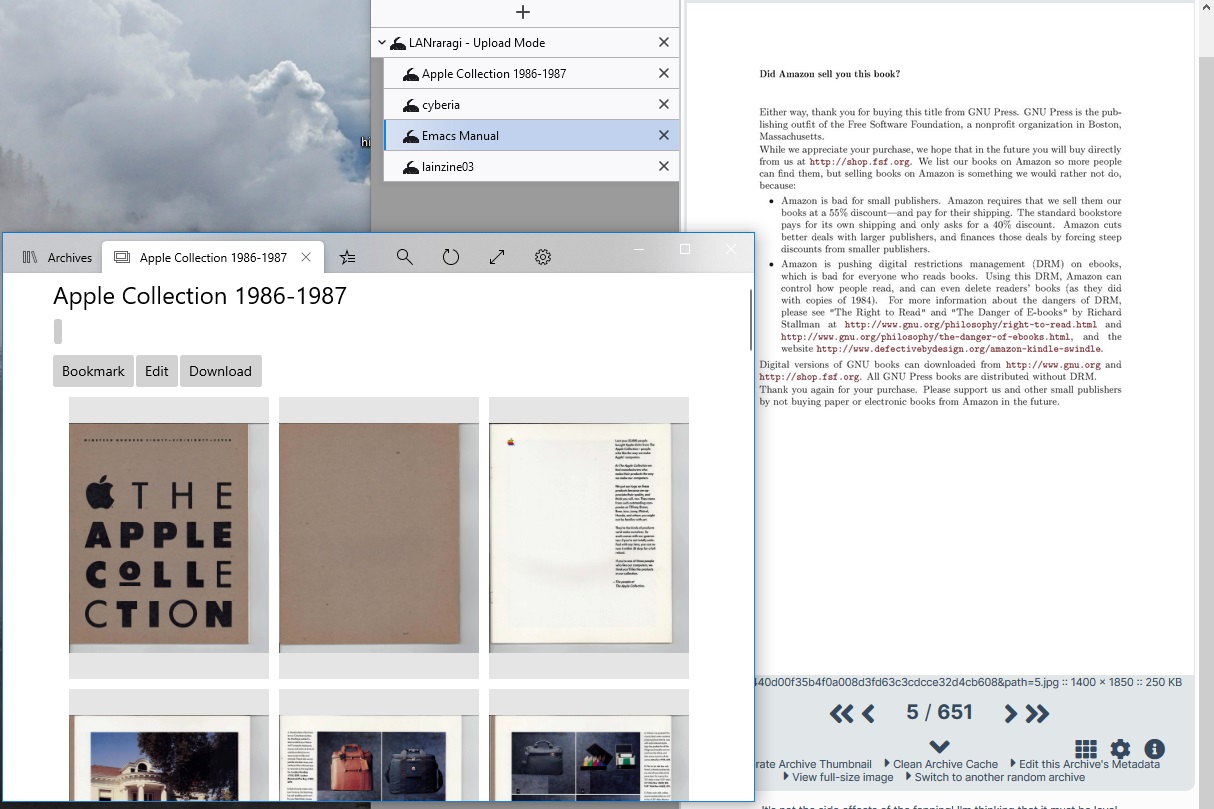 LANraragi - Upload Mode
Apple Collection 1986-1987
cyberia
Emacs Manual
lainzine03
hi
Did Amazon sell you this book?
Either way, thank you for buying this title from GNU Press. GNU Press is the pub-
lishing outfit of the Free Software Foundation, a nonprofit organization in Boston,
Massachusetts.
While we appreciate your purchase, we hope that in the future you will buy directly
from us at http://shop.fsf.org. We list our books on Amazon so more people
can find them, but selling books on Amazon is something we would rather not do,
because:
• Amazon is bad for small publishers. Amazon requires that we sell them our
books at a 55% discount—and pay for their shipping. The standard bookstore
pays for its own shipping and only asks for a 40% discount. Amazon cuts
better deals with larger publishers, and finances those deals by forcing steep
discounts from smaller publishers.
• Amazon is pushing digital restrictions management (DRM) on ebooks,
which is bad for everyone who reads books. Using this DRM, Amazon can
control how people read, and can even delete readers' books (as they did
with copies of 1984). For more information about the dangers of DRM,
please see "The Right to Read" and "The Danger of E-books" by Richard
Stallman at http://www.gnu.org/philosophy/right-to-read.html and
http://www.gnu.org/philosophy/the-danger-of-ebooks.html, and the
website http://www.defectivebydesign.org/amazon-kindle-swindle.
Digital versions of GNU books can downloaded from http://www.gnu.org and
http://shop.fsf.org. All GNU Press books are distributed without DRM.
Thank you again for your purchase. Please support us and other small publishers
by not buying paper or electronic books from Amazon in the future.
Archives
Apple Collection 1986-1987
Apple Collection 1986-1987
Bookmark
Edit
Download
NINETEEN HUNDRED EIGHTY-SIX/EIGHTY-SEVEN
THE
APPLE
COLLE
CTION
440d00f35b4f0a008d3fd63c3cdcce32d4cb608&path=5.jpg :: 1400 × 1850 :: 250 KB
5 / 651
rate Archive Thumbnail
Clean Archive Cache
Edit this Archive's Metadata
View full-size image
Switch to another random archive